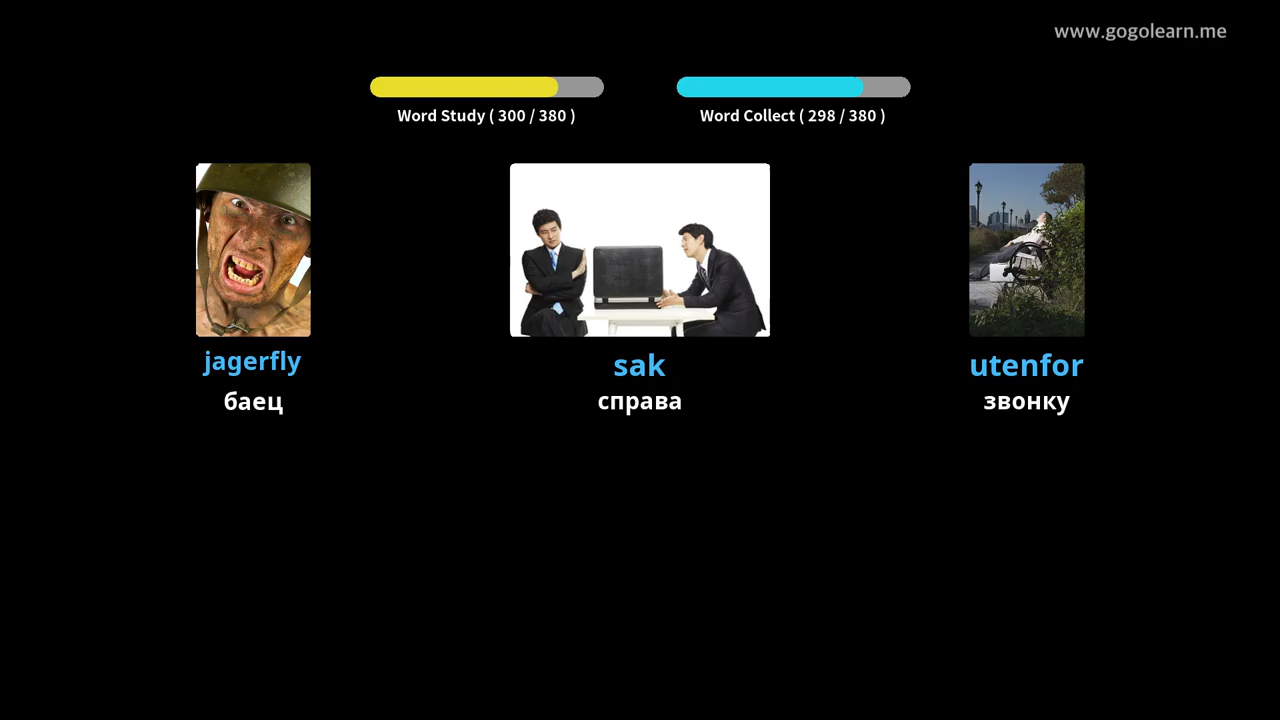 www.gogolearn.me
Word Study ( 300 / 380 )
Word Collect ( 298 / 380 )
jagerfly
sak
utenfor
баец
справа
звонку